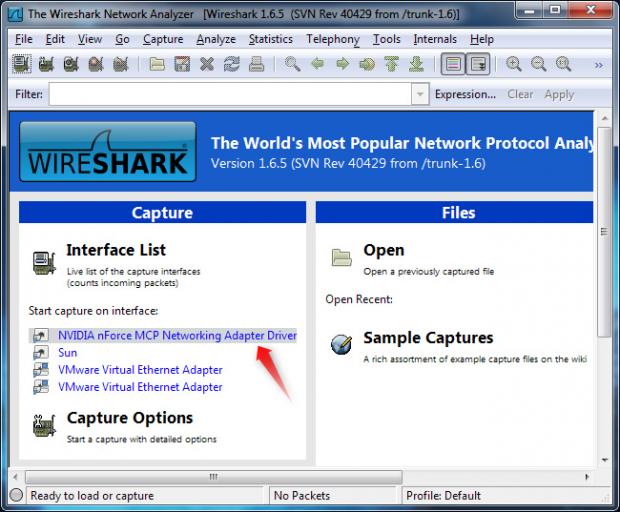 The Wireshark Network Analyzer [Wireshark 1.6.5 (SVN Rev 40429 from /trunk-1.6)]
File Edit View Go Capture Analyze Statistics Telephony Tools Internals Help
Filter: Expression... Clear Apply
WIRESHARK
The World's Most Popular Network Protocol Analy
Version 1.6.5 (SVN Rev 40429 from /trunk-1.6)
Capture
Interface List
Live list of the capture interfaces
(counts incoming packets)
Start capture on interface:
NVIDIA nForce MCP Networking Adapter Driver
Sun
VMware Virtual Ethernet Adapter
VMware Virtual Ethernet Adapter
Capture Options
Start a capture with detailed options
Files
Open
Open a previously captured file
Open Recent:
Sample Captures
A rich assortment of example capture files on the wiki
Ready to load or capture
No Packets
Profile: Default